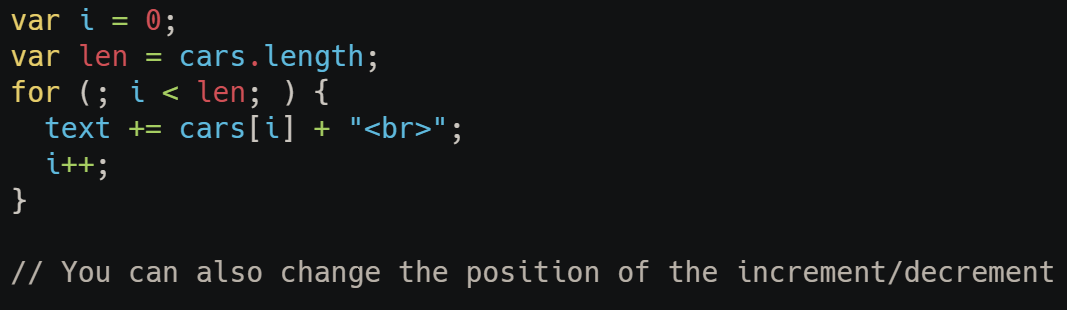 var i = 0;
var len = cars.length;
for (; i < len; ) {
  text += cars[i] + "<br>";
  i++;
}
// You can also change the position of the increment/decrement